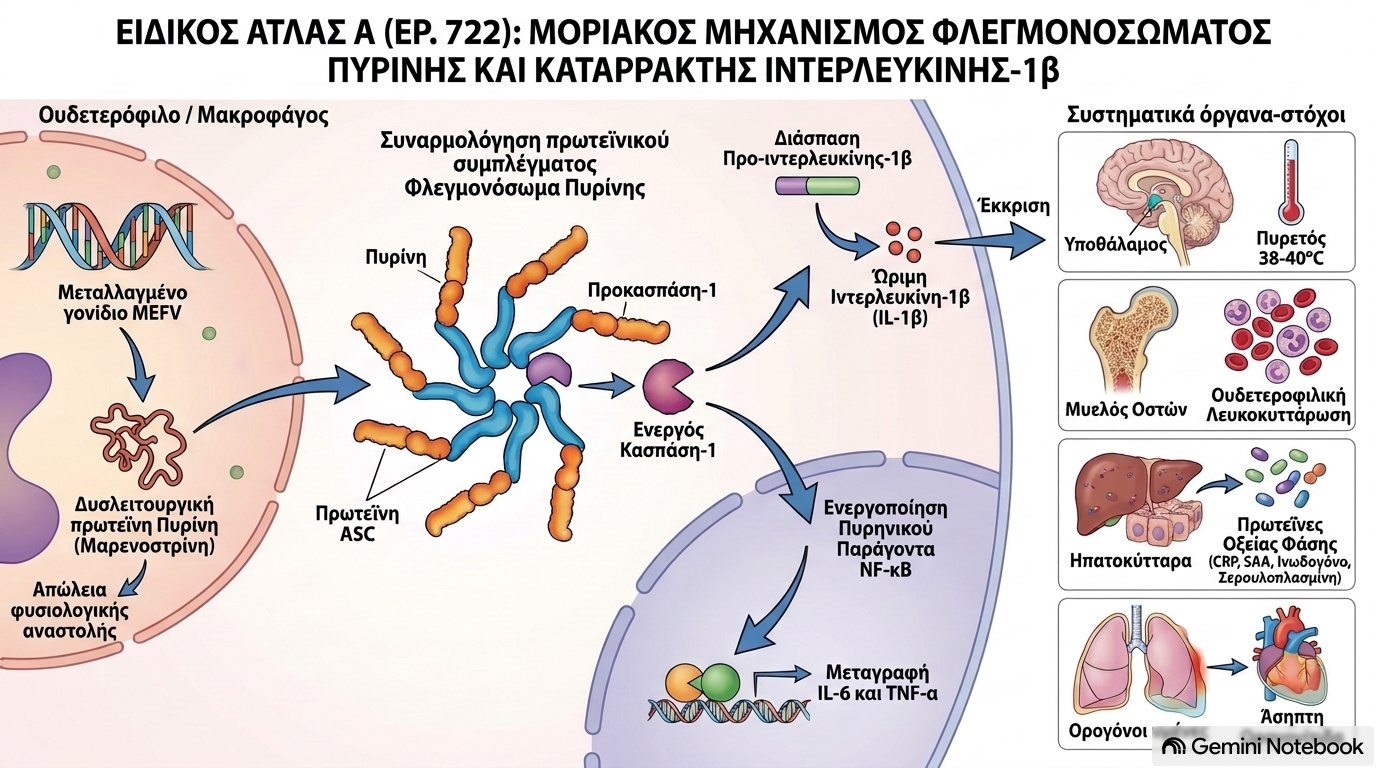 ΕΙΔΙΚΟΣ ΑΤΛΑΣ Α (ΕΡ. 722): ΜΟΡΙΑΚΟΣ ΜΗΧΑΝΙΣΜΟΣ ΦΛΕΓΜΟΝΟΣΩΜΑΤΟΣ
ΠΥΡΙΝΗΣ ΚΑΙ ΚΑΤΑΡΡΑΚΤΗΣ ΙΝΤΕΡΛΕΥΚΙΝΗΣ-1β
Ουδετερόφιλο / Μακροφάγος
Μεταλλαγμένο
γονίδιο MEFV
Δυσλειτουργική
πρωτεΐνη Πυρίνη
(Μαρενοστρίνη)
Απώλεια
φυσιολογικής
αναστολής
Συναρμολόγηση πρωτεϊνικού
συμπλέγματος
Φλεγμονόσωμα Πυρίνης
Πυρίνη
Προκασπάση-1
Πρωτεΐνη
ASC
Ενεργός
Κασπάση-1
Διάσπαση
Προ-ιντερλευκίνης-1β
Ώριμη
Ιντερλευκίνη-1β
(IL-1β)
Έκκριση
Ενεργοποίηση
Πυρηνικού
Παράγοντα
NF-κB
Μεταγραφή
IL-6 και TNF-α
Συστηματικά όργανα-στόχοι
Υποθάλαμος
Πυρετός
38-40°C
Μυελός Οστών
Ουδετεροφιλική
Λευκοκυττάρωση
Ηπατοκύτταρα
Πρωτεΐνες
Οξείας Φάσης
(CRP, SAA, Ινωδογόνο,
Σερουλοπλασμίνη)
Ορογόνοι
Άσηπτη
Gemini Notebook